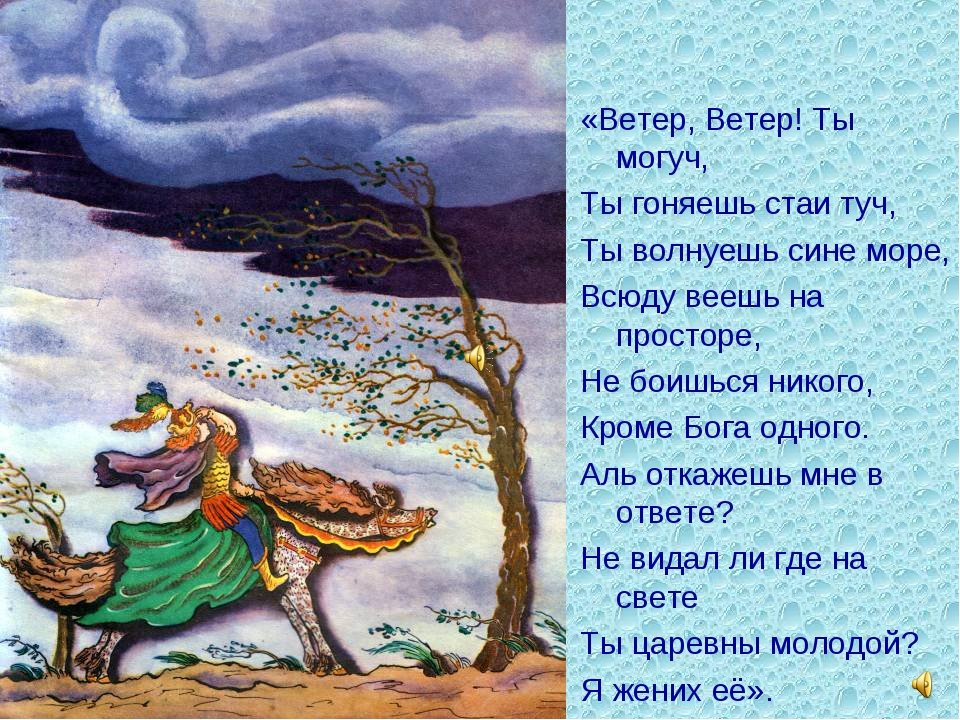 «Ветер, Ветер! Ты
могуч,
Ты гоняешь стаи туч,
Ты волнуешь сине море,
Всюду веешь на
просторе,
Не боишься никого,
Кроме Бога одного.
Аль откажешь мне в
ответе?
Не видал ли где на
свете
Ты царевны молодой?
Я жених её».